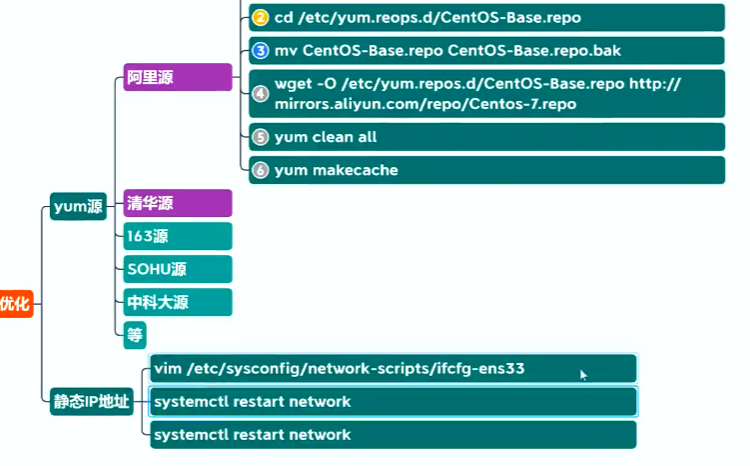 2 cd /etc/yum.reops.d/CentOS-Base.repo
3 mv CentOS-Base.repo CentOS-Base.repo.bak
阿里源
4 wget -O /etc/yum.repos.d/CentOS-Base.repo http://
mirrors.aliyun.com/repo/Centos-7.repo
5 yum clean all
6 yum makecache
yum源
清华源
163源
SOHU源
中科大源
等
优化
静态IP地址
vim /etc/sysconfig/network-scripts/ifcfg-ens33
systemctl restart network
systemctl restart network